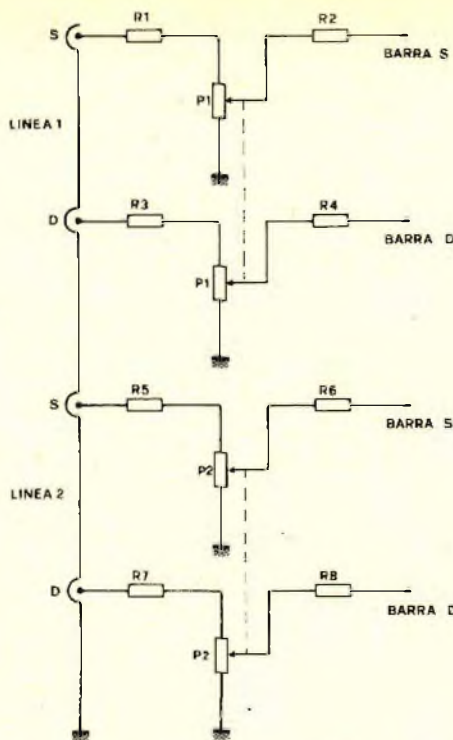 S
R1
R2
BARRA S
P1
LINEA 1
D
R3
R4
BARRA D
P1
S
R5
R6
BARRA S
P2
LINEA 2
D
R7
R8
BARRA D
P2